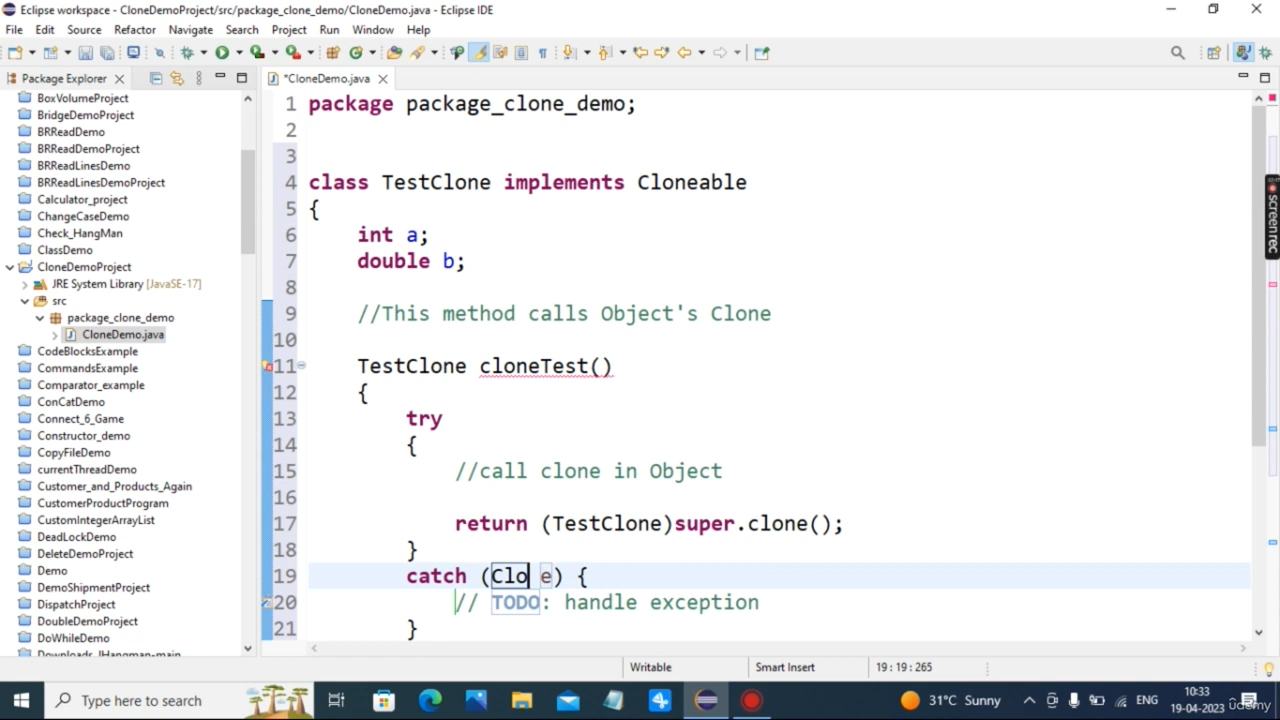 Eclipse workspace - CloneDemoProject/src/package_clone_demo/CloneDemo.java - Eclipse IDE
File Edit Source Refactor Navigate Search Project Run Window Help
Package Explorer
*CloneDemo.java
BoxVolumeProject
BridgeDemoProject
BRReadDemo
BRReadDemoProject
BRReadLinesDemo
BRReadLinesDemoProject
Calculator_project
ChangeCaseDemo
Check_HangMan
ClassDemo
CloneDemoProject
JRE System Library [JavaSE-17]
src
package_clone_demo
CloneDemo.java
CodeBlocksExample
CommandsExample
Comparator_example
ConCatDemo
Connect_6_Game
Constructor_demo
CopyFileDemo
currentThreadDemo
Customer_and_Products_Again
CustomerProductProgram
CustomIntegerArrayList
DeadLockDemo
DeleteDemoProject
Demo
DemoShipmentProject
DispatchProject
DoubleDemoProject
DoWhileDemo
Downloads_JHangman-main
1 package package_clone_demo;
2
3
4 class TestClone implements Cloneable
5 {
6 int a;
7 double b;
8
9 //This method calls Object's Clone
10
11 TestClone cloneTest()
12 {
13 try
14 {
15 //call clone in Object
16
17 return (TestClone)super.clone();
18 }
19 catch (Clo e) {
20 // TODO: handle exception
21 }
screenrec
Writable Smart Insert 19 : 19 : 265
Type here to search
31°C Sunny
ENG
10:33
19-04-2023
udemy